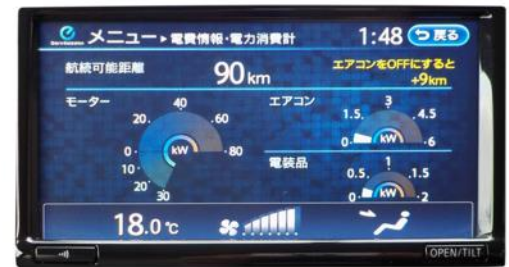 メニュー▶電費情報・電力消費計 1:48 戻る
航続可能距離 90km エアコンをOFFにすると
+9km
モーター
40
20. .60
0. kW .80
10.
20
30
エアコン
3
1.5. .4.5
0. kW .6
電装品
1
0.5. .1.5
0. kW .2
18.0℃
OPEN/TILT